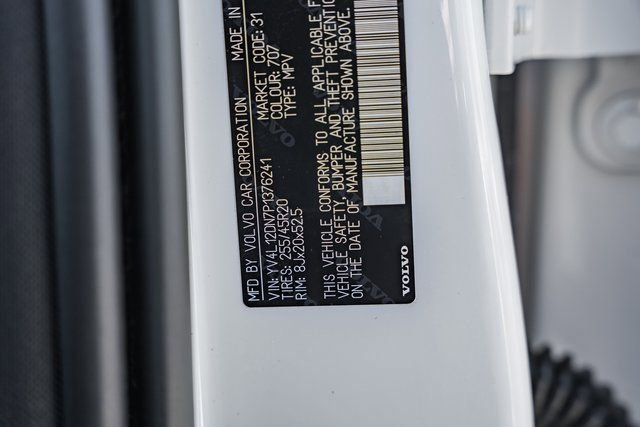 MFD BY VOLVO CAR CORPORATION MADE IN
VIN: YV4L12DN7P1376241 MARKET CODE: 31
TIRES: 255/45R20 COLOUR: 707
RIM: 8Jx20x52.5 TYPE: MPV
THIS VEHICLE CONFORMS TO ALL APPLICABLE
VEHICLE SAFETY, BUMPER AND THEFT PREVENTIO
ON THE DATE OF MANUFACTURE SHOWN ABOVE.
VOLVO